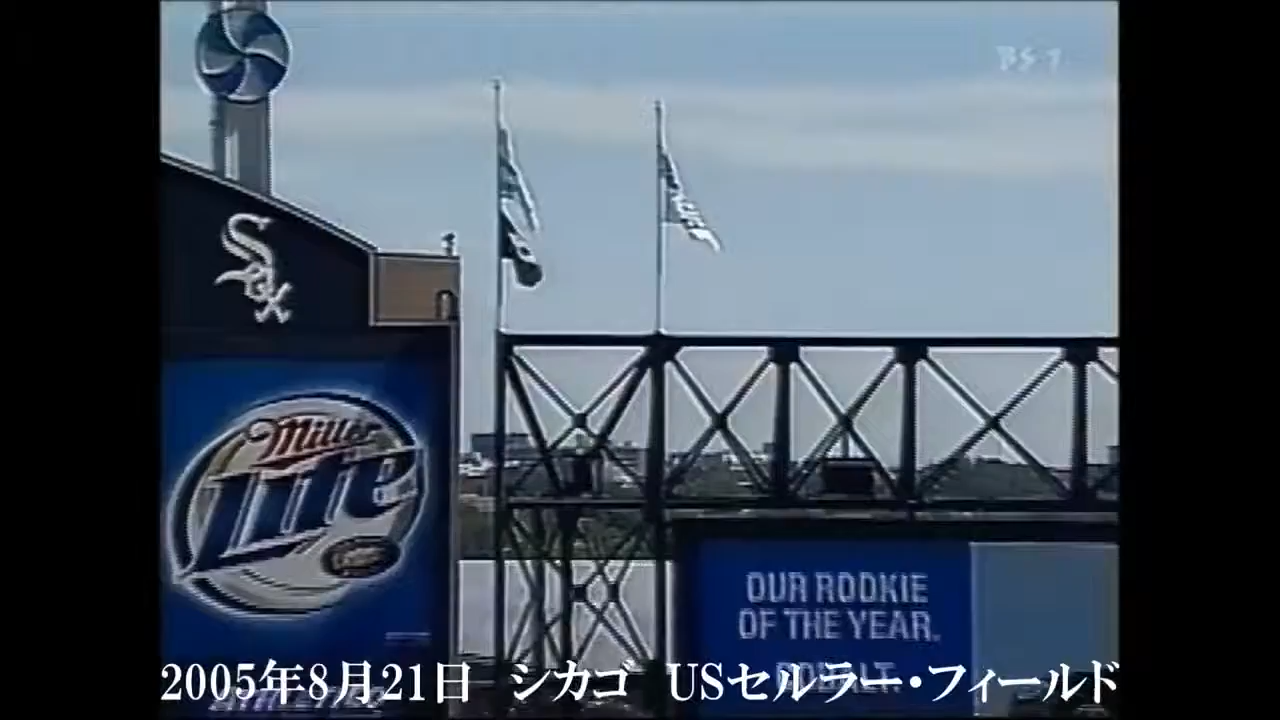 BS-1
Sox
Miller
Lite
OUR ROOKIE
OF THE YEAR.
COBALT.
2005年8月21日　シカゴ　USセルラー・フィールド